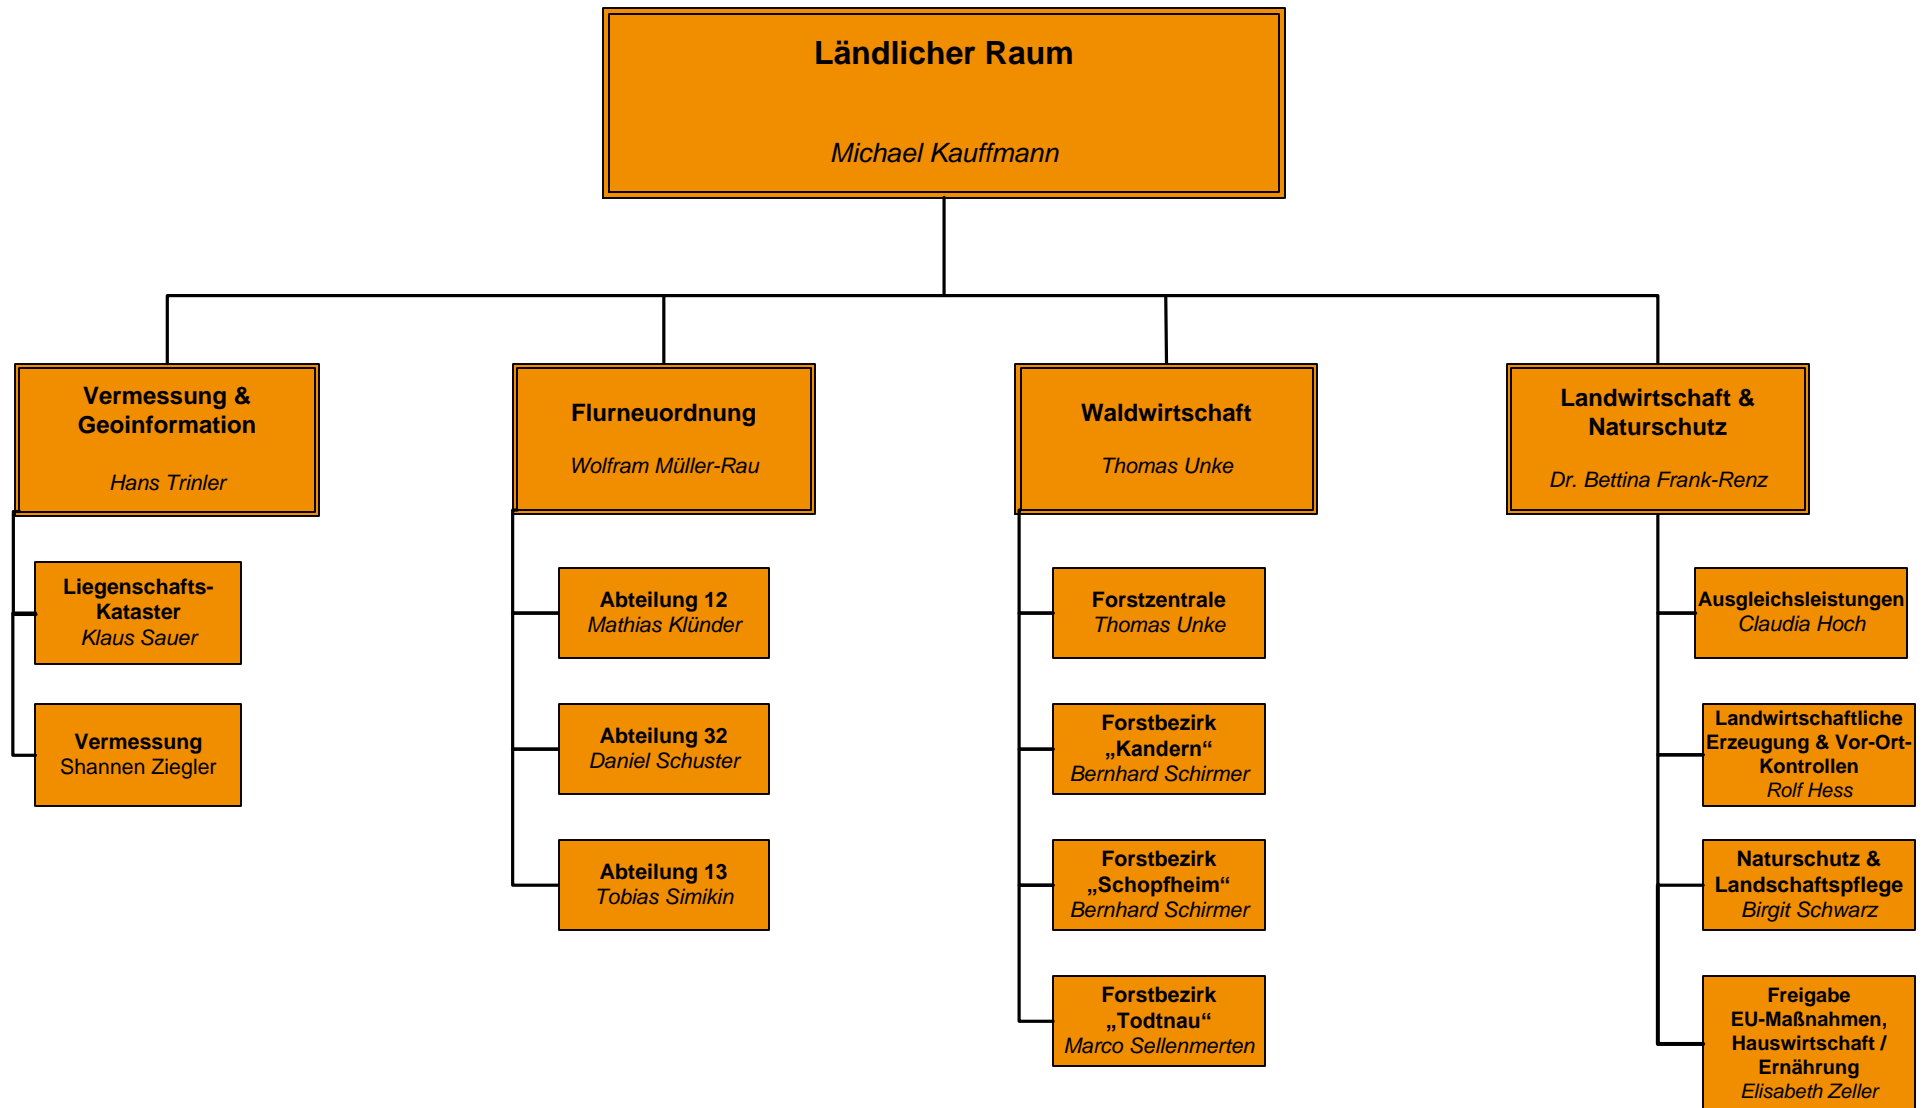 Ländlicher Raum
Michael Kauffmann
Vermessung &
Geoinformation
Hans Trinler
Liegenschafts-
Kataster
Klaus Sauer
Vermessung
Shannen Ziegler
Flurneuordnung
Wolfram Müller-Rau
Abteilung 12
Mathias Klünder
Abteilung 32
Daniel Schuster
Abteilung 13
Tobias Simikin
Waldwirtschaft
Thomas Unke
Forstzentrale
Thomas Unke
Forstbezirk
„Kandern“
Bernhard Schirmer
Forstbezirk
„Schopfheim“
Bernhard Schirmer
Forstbezirk
„Todtnau“
Marco Sellenmerten
Landwirtschaft &
Naturschutz
Dr. Bettina Frank-Renz
Ausgleichsleistungen
Claudia Hoch
Landwirtschaftliche
Erzeugung & Vor-Ort-
Kontrollen
Rolf Hess
Naturschutz &
Landschaftspflege
Birgit Schwarz
Freigabe
EU-Maßnahmen,
Hauswirtschaft /
Ernährung
Elisabeth Zeller